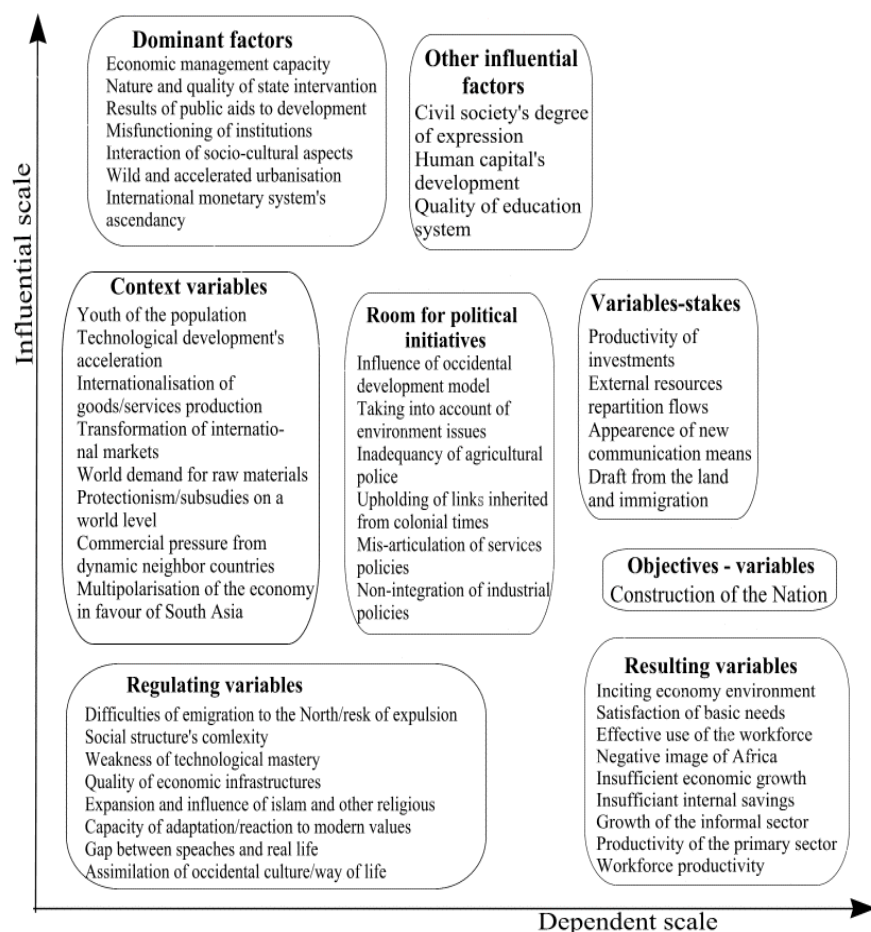 Dominant factors
Economic management capacity
Nature and quality of state intervantion
Results of public aids to development
Misfunctioning of institutions
Interaction of socio-cultural aspects
Wild and accelerated urbanisation
International monetary system's
ascendancy
Other influential
factors
Civil society's degree
of expression
Human capital's
development
Quality of education
system
Influential scale
Context variables
Youth of the population
Technological development's
acceleration
Internationalisation of
goods/services production
Transformation of internatio-
nal markets
World demand for raw materials
Protectionism/subsudies on a
world level
Commercial pressure from
dynamic neighbor countries
Multipolarisation of the economy
in favour of South Asia
Room for political
initiatives
Influence of occidental
development model
Taking into account of
environment issues
Inadequancy of agricultural
police
Upholding of links inherited
from colonial times
Mis-articulation of services
policies
Non-integration of industrial
policies
Variables-stakes
Productivity of
investments
External resources
repartition flows
Appearence of new
communication means
Draft from the land
and immigration
Objectives - variables
Construction of the Nation
Regulating variables
Difficulties of emigration to the North/risk of expulsion
Social structure's comlexity
Weakness of technological mastery
Quality of economic infrastructures
Expansion and influence of islam and other religious
Capacity of adaptation/reaction to modern values
Gap between speaches and real life
Assimilation of occidental culture/way of life
Resulting variables
Inciting economy environment
Satisfaction of basic needs
Effective use of the workforce
Negative image of Africa
Insufficient economic growth
Insufficiant internal savings
Growth of the informal sector
Productivity of the primary sector
Workforce productivity
Dependent scale